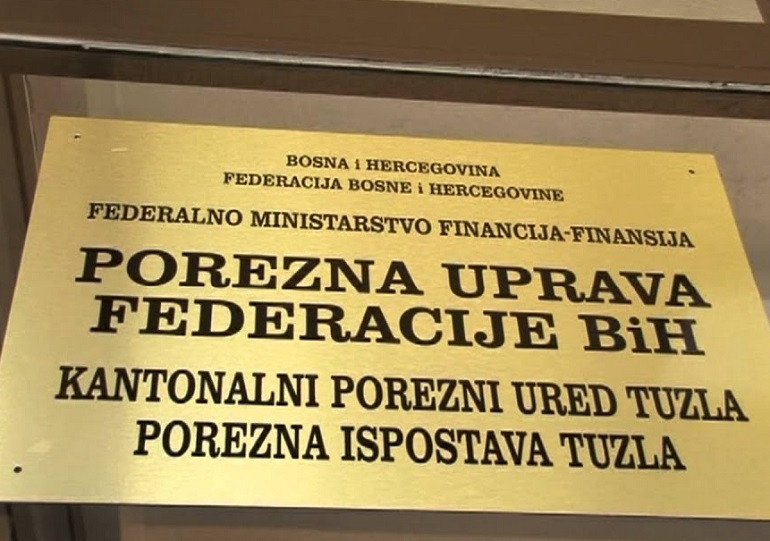 BOSNA i HERCEGOVINA
FEDERACIJA BOSNE i HERCEGOVINE
FEDERALNO MINISTARSTVO FINANCIJA-FINANSIJA
POREZNA UPRAVA
FEDERACIJE BiH
KANTONALNI POREZNI URED TUZLA
POREZNA ISPOSTAVA TUZLA